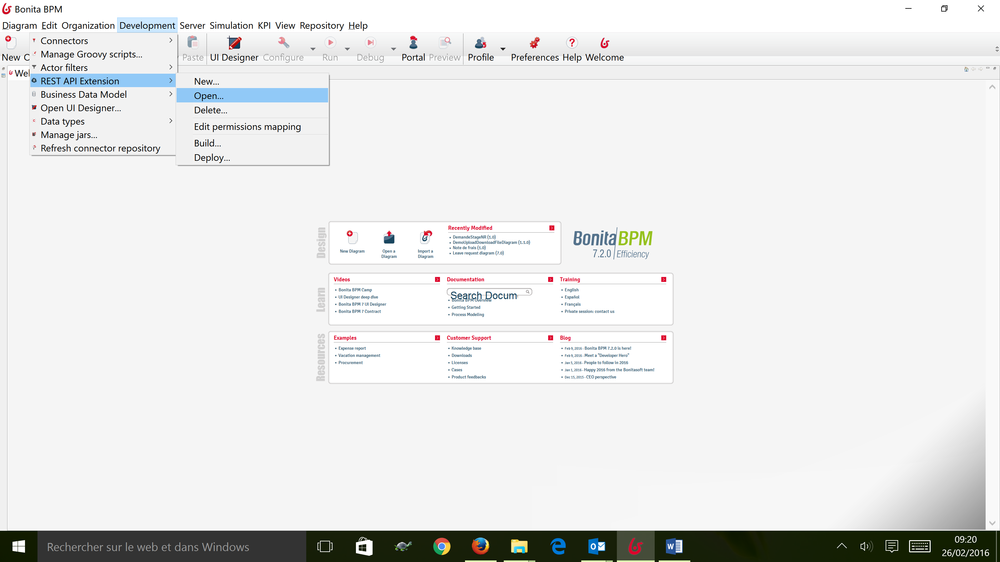 Bonita BPM
Diagram Edit Organization Development Server Simulation KPI View Repository Help
New Paste UI Designer Configure Run Debug Portal Preview Profile Preferences Help Welcome
Connectors
Manage Groovy scripts...
Actor filters
REST API Extension
Business Data Model
Open UI Designer...
Data types
Manage jars...
Refresh connector repository
New...
Open...
Delete...
Edit permissions mapping
Build...
Deploy...
Design
New Diagram
Open a Diagram
Import a Diagram
Recently Modified
DemandeStageNR (1.0)
DemoUploadDownloadFileDiagram (1.1.0)
Note de frais (1.0)
Leave request diagram (7.0)
Bonita BPM
7.2.0 Efficiency
Learn
Videos
Bonita BPM Camp
UI Designer deep dive
Bonita BPM 7 UI Designer
Bonita BPM 7 Contract
Documentation
Search Docum
Bonita BPM Overview
Getting Started
Process Modeling
Training
English
Español
Français
Private session: contact us
Resources
Examples
Expense report
Vacation management
Procurement
Customer Support
Knowledge base
Downloads
Licenses
Cases
Product feedbacks
Blog
Feb 9, 2016 - Bonita BPM 7.2.0 is here!
Feb 9, 2016 - Meet a "Developer Hero"
Jan 5, 2016 - People to follow in 2016
Jan 1, 2016 - Happy 2016 from the Bonitasoft team!
Dec 15, 2015 - CEO perspective
Rechercher sur le web et dans Windows
09:20
26/02/2016